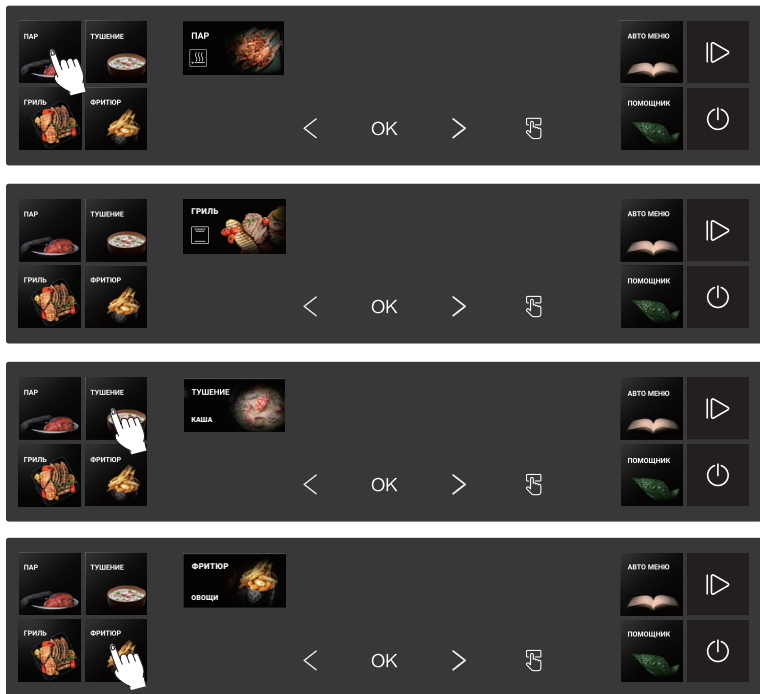 ПАР ТУШЕНИЕ ПАР АВТО МЕНЮ
ГРИЛЬ ФРИТЮР ПОМОЩНИК
OK
ПАР ТУШЕНИЕ ГРИЛЬ АВТО МЕНЮ
ГРИЛЬ ФРИТЮР ПОМОЩНИК
OK
ПАР ТУШЕНИЕ ТУШЕНИЕ АВТО МЕНЮ
КАША
ГРИЛЬ ФРИТЮР ПОМОЩНИК
OK
ПАР ТУШЕНИЕ ФРИТЮР АВТО МЕНЮ
ОВОЩИ
ГРИЛЬ ФРИТЮР ПОМОЩНИК
OK